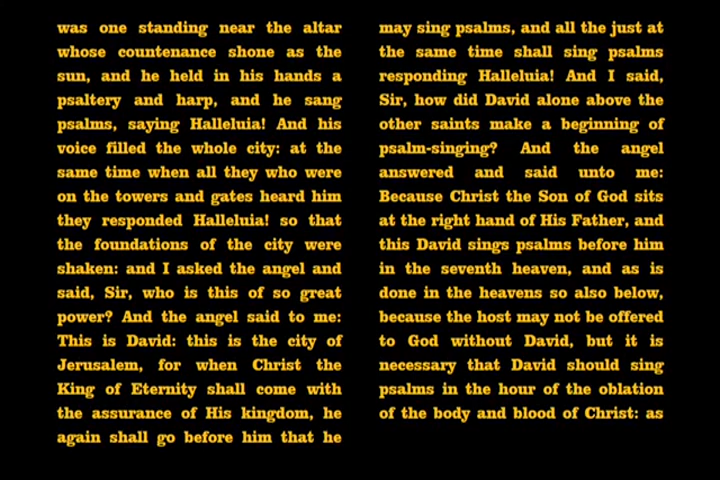 was one standing near the altar
whose countenance shone as the
sun, and he held in his hands a
psaltery and harp, and he sang
psalms, saying Halleluia! And his
voice filled the whole city: at the
same time when all they who were
on the towers and gates heard him
they responded Halleluia! so that
the foundations of the city were
shaken: and I asked the angel and
said, Sir, who is this of so great
power? And the angel said to me:
This is David: this is the city of
Jerusalem, for when Christ the
King of Eternity shall come with
the assurance of His kingdom, he
again shall go before him that he
may sing psalms, and all the just at
the same time shall sing psalms
responding Halleluia! And I said,
Sir, how did David alone above the
other saints make a beginning of
psalm-singing? And the angel
answered and said unto me:
Because Christ the Son of God sits
at the right hand of His Father, and
this David sings psalms before him
in the seventh heaven, and as is
done in the heavens so also below,
because the host may not be offered
to God without David, but it is
necessary that David should sing
psalms in the hour of the oblation
of the body and blood of Christ: as